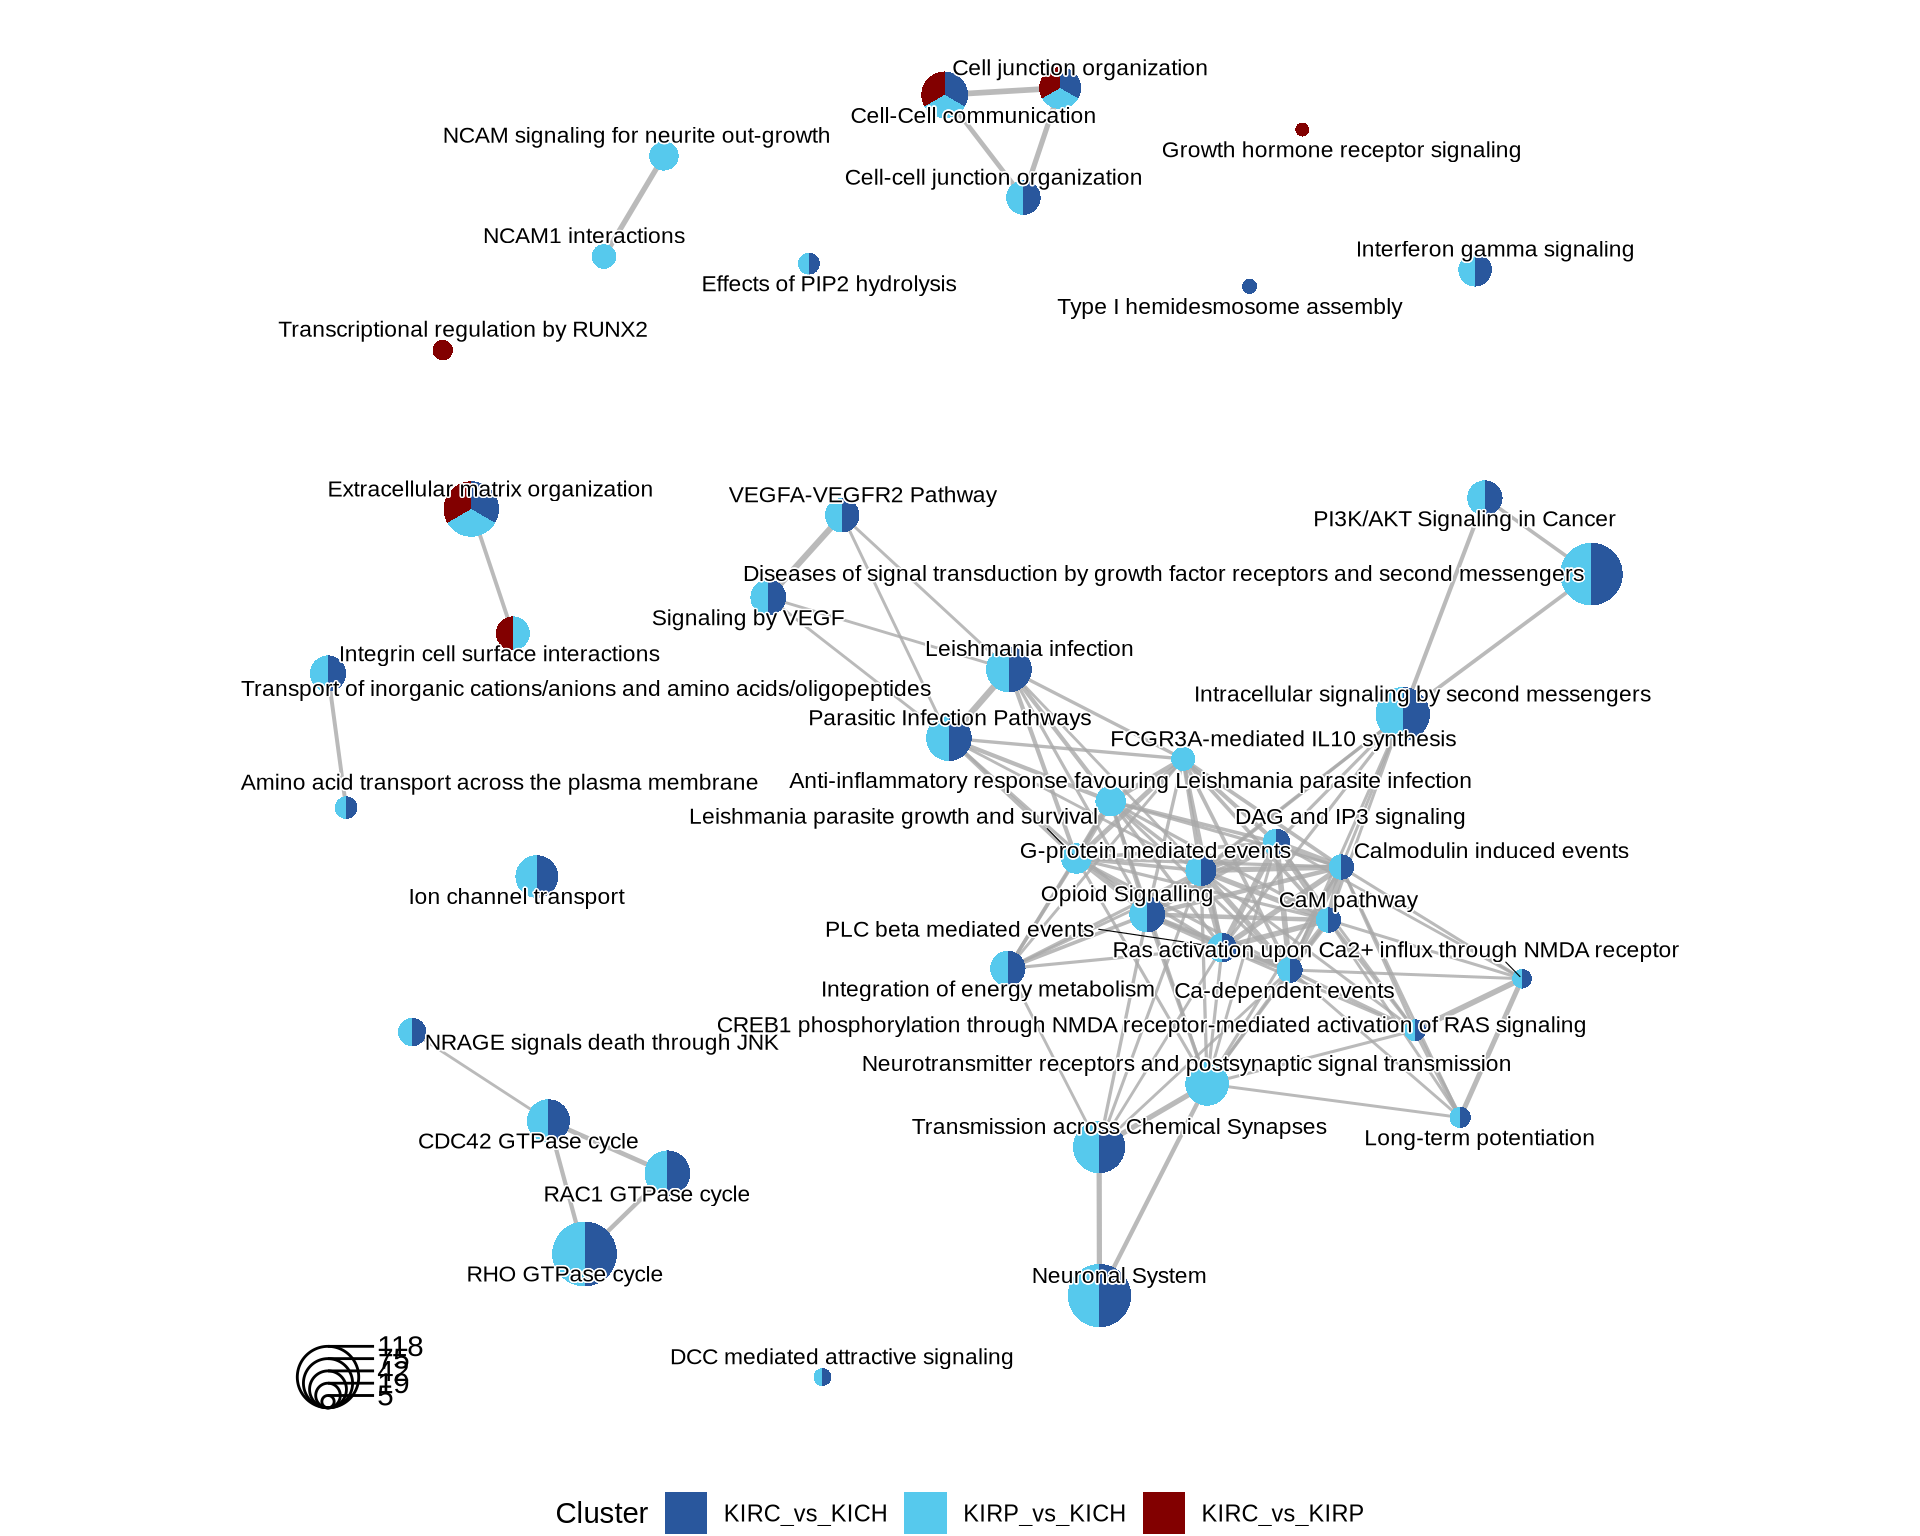 Cell junction organization
Cell-Cell communication
NCAM signaling for neurite out-growth
Growth hormone receptor signaling
Cell-cell junction organization
NCAM1 interactions
Interferon gamma signaling
Effects of PIP2 hydrolysis
Type I hemidesmosome assembly
Transcriptional regulation by RUNX2
Extracellular matrix organization
VEGFA-VEGFR2 Pathway
PI3K/AKT Signaling in Cancer
Diseases of signal transduction by growth factor receptors and second messengers
Signaling by VEGF
Leishmania infection
Integrin cell surface interactions
Transport of inorganic cations/anions and amino acids/oligopeptides
Intracellular signaling by second messengers
Parasitic Infection Pathways
FCGR3A-mediated IL10 synthesis
Anti-inflammatory response favouring Leishmania parasite infection
Amino acid transport across the plasma membrane
Leishmania parasite growth and survival
DAG and IP3 signaling
G-protein mediated events
Calmodulin induced events
Ion channel transport
Opioid Signalling
CaM pathway
PLC beta mediated events
Ras activation upon Ca2+ influx through NMDA receptor
Integration of energy metabolism
Ca-dependent events
CREB1 phosphorylation through NMDA receptor-mediated activation of RAS signaling
NRAGE signals death through JNK
Neurotransmitter receptors and postsynaptic signal transmission
Transmission across Chemical Synapses
Long-term potentiation
CDC42 GTPase cycle
RAC1 GTPase cycle
RHO GTPase cycle
Neuronal System
DCC mediated attractive signaling
118
75
42
19
5
Cluster KIRC_vs_KICH KIRP_vs_KICH KIRC_vs_KIRP